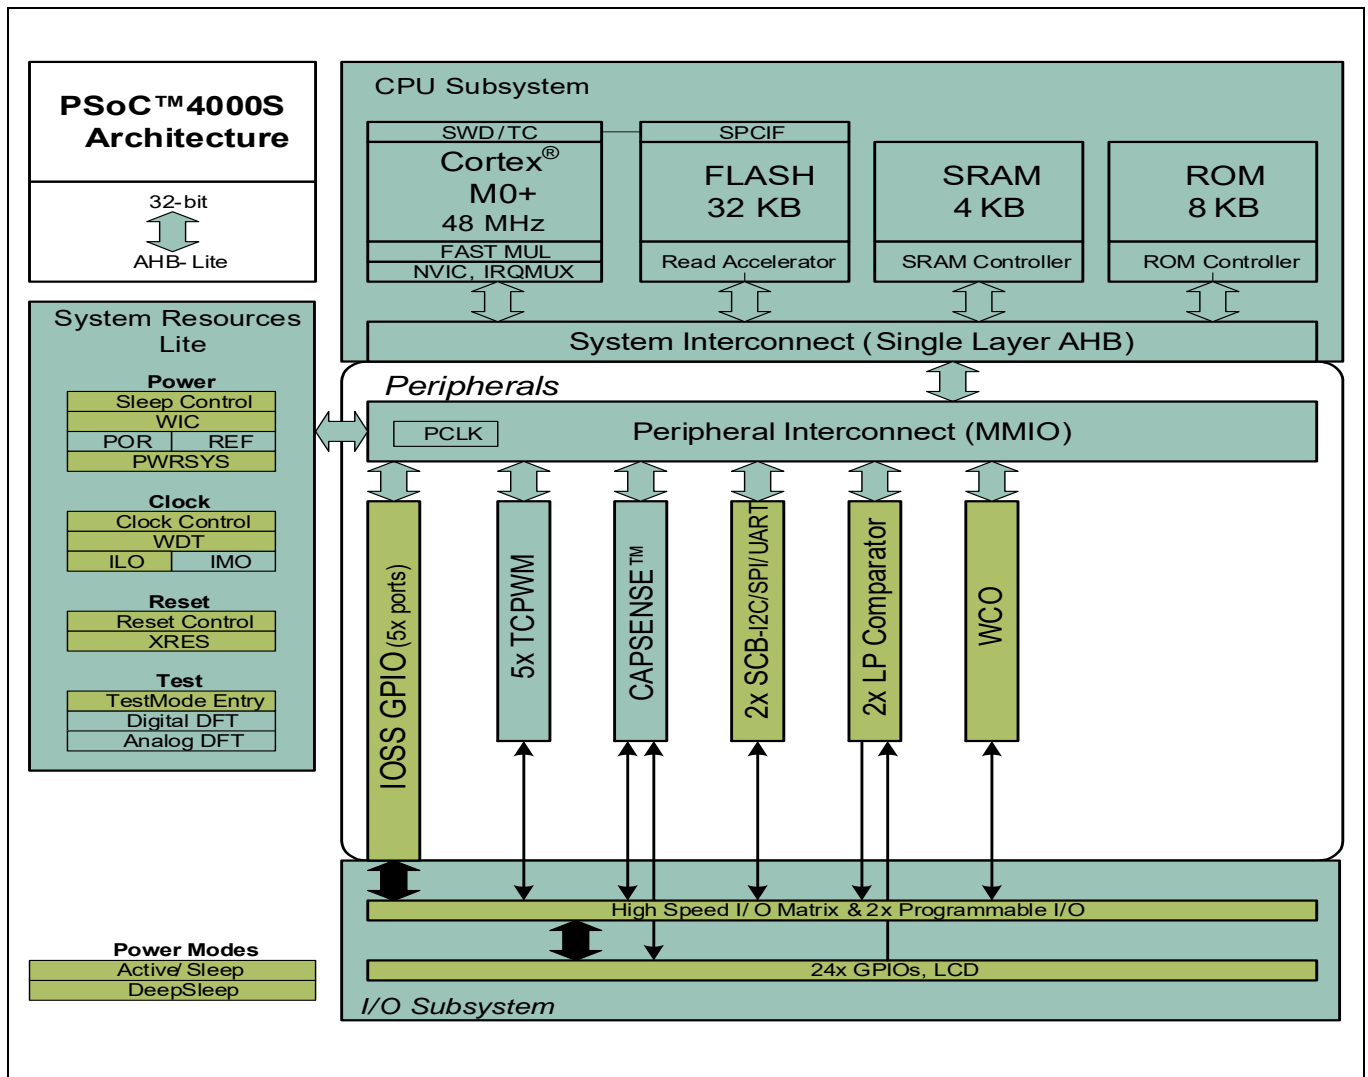 PSoC™4000S
Architecture
32-bit
AHB- Lite
CPU Subsystem
SWD/TC
Cortex®
M0+
48 MHz
FAST MUL
NVIC, IRQMUX
SPCIF
FLASH
32 KB
Read Accelerator
SRAM
4 KB
SRAM Controller
ROM
8 KB
ROM Controller
System Interconnect (Single Layer AHB)
System Resources
Lite
Power
Sleep Control
WIC
POR REF
PWRSYS
Clock
Clock Control
WDT
ILO IMO
Reset
Reset Control
XRES
Test
TestMode Entry
Digital DFT
Analog DFT
Peripherals
PCLK
Peripheral Interconnect (MMIO)
IOSS GPIO (5x ports)
5x TCPWM
CAPSENSE™
2x SCB-I2C/SPI/UART
2x LP Comparator
WCO
High Speed I/O Matrix & 2x Programmable I/O
24x GPIOs, LCD
I/O Subsystem
Power Modes
Active/Sleep
DeepSleep